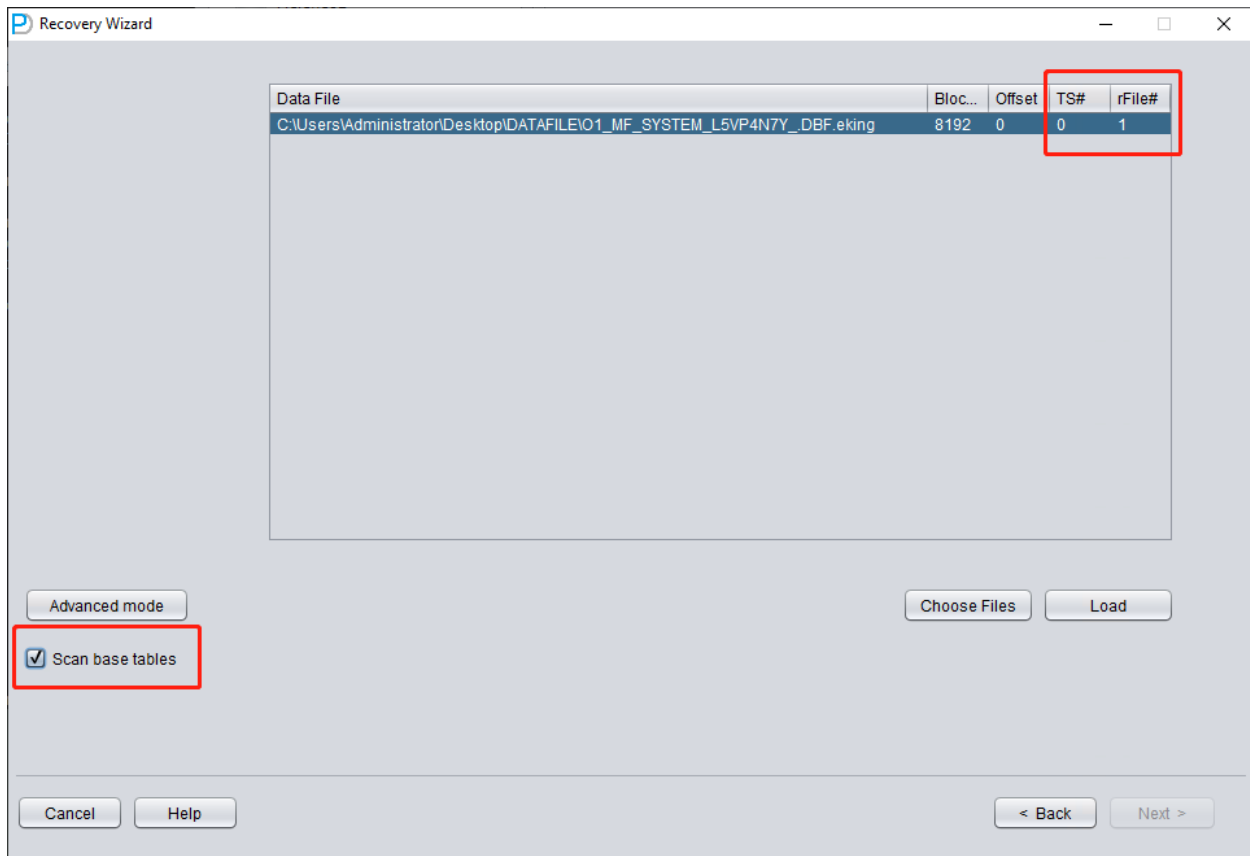 Recovery Wizard
Data File Bloc... Offset TS# rFile#
C:\Users\Administrator\Desktop\DATAFILE\O1_MF_SYSTEM_L5VP4N7Y_.DBF.eking 8192 0 0 1
Advanced mode Choose Files Load
Scan base tables
Cancel Help < Back Next >